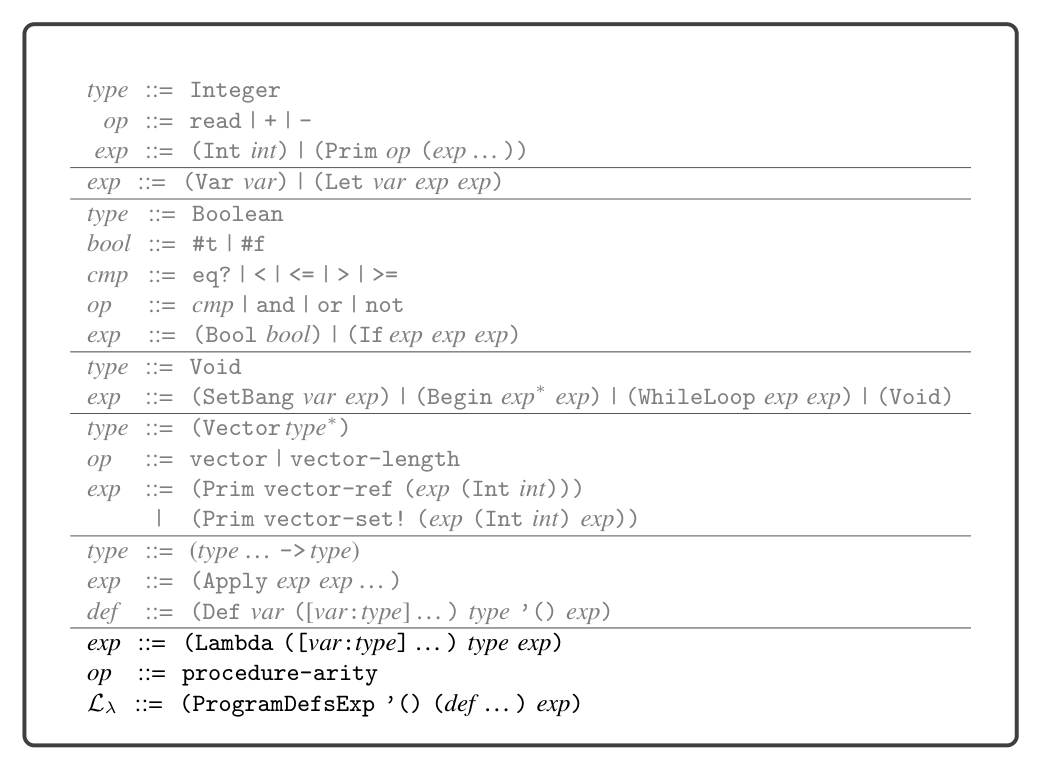 type ::= Integer
op ::= read | + | -
exp ::= (Int int) | (Prim op (exp ... ))
exp ::= (Var var) | (Let var exp exp)
type ::= Boolean
bool ::= #t | #f
cmp ::= eq? | < | <= | > | >=
op ::= cmp | and | or | not
exp ::= (Bool bool) | (If exp exp exp)
type ::= Void
exp ::= (SetBang var exp) | (Begin exp* exp) | (WhileLoop exp exp) | (Void)
type ::= (Vector type*)
op ::= vector | vector-length
exp ::= (Prim vector-ref (exp (Int int)))
| (Prim vector-set! (exp (Int int) exp))
type ::= (type ... -> type)
exp ::= (Apply exp exp ... )
def ::= (Def var ([var:type] ... ) type '() exp)
exp ::= (Lambda ([var:type] ... ) type exp)
op ::= procedure-arity
ℒλ ::= (ProgramDefsExp '() (def ... ) exp)